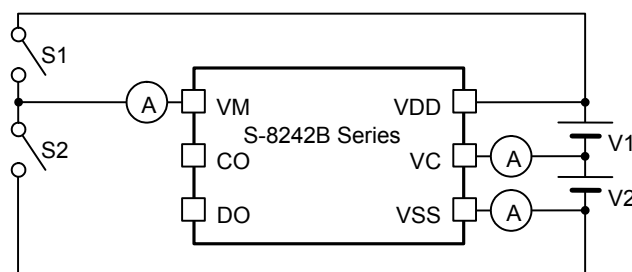 S1
A VM VDD
S-8242B Series
V1
S2
CO VC A
V2
DO VSS A